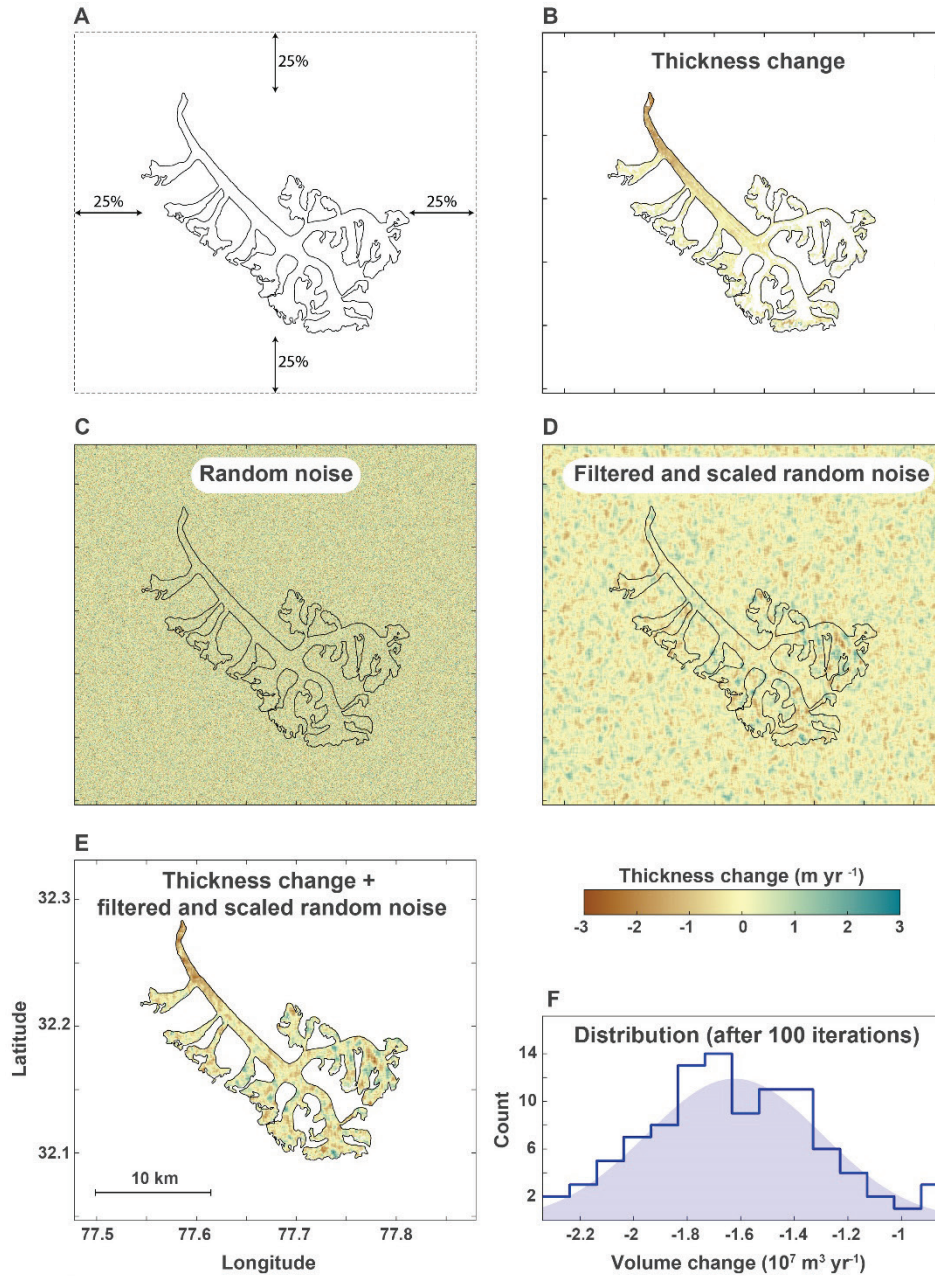 A
25%
25%
25%
25%
B
Thickness change
C
Random noise
D
Filtered and scaled random noise
E
Thickness change +
filtered and scaled random noise
32.3
32.2
32.1
Latitude
10 km
77.5
77.6
77.7
77.8
Longitude
Thickness change (m yr ⁻¹)
-3
-2
-1
0
1
2
3
F
Distribution (after 100 iterations)
14
10
6
2
Count
-2.2
-2
-1.8
-1.6
-1.4
-1.2
-1
Volume change (10⁷ m³ yr⁻¹)